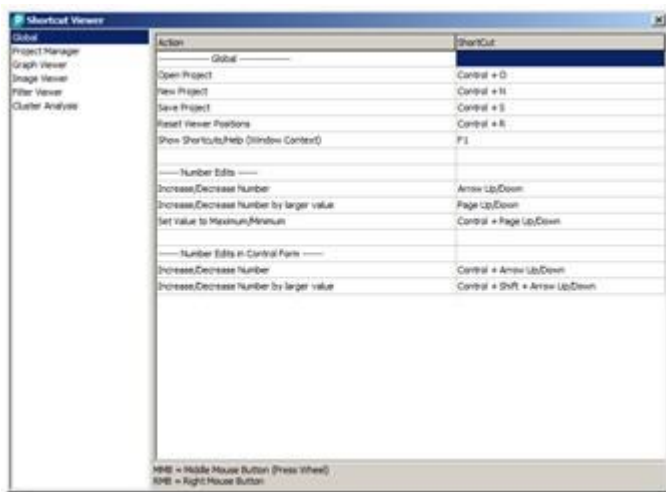 Shortcut Viewer
Global
Project Manager
Graph Viewer
Image Viewer
Filter Viewer
Cluster Analysis
Action ShortCut
---------- Global ----------
Open Project Control + O
New Project Control + N
Save Project Control + S
Reset Viewer Positions Control + R
Show Shortcuts/Help (Window Context) F1
------ Number Edits ------
Increase/Decrease Number Arrow Up/Down
Increase/Decrease Number by larger value Page Up/Down
Set Value to Maximum/Minimum Control + Page Up/Down
------ Number Edits in Control Form ------
Increase/Decrease Number Control + Arrow Up/Down
Increase/Decrease Number by larger value Control + Shift + Arrow Up/Down
MMB = Middle Mouse Button (Press Wheel)
RMB = Right Mouse Button